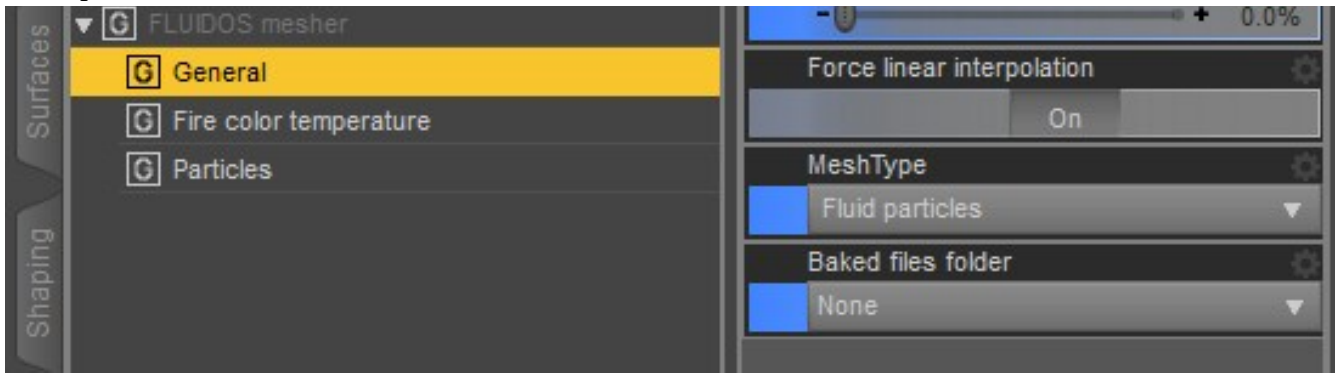 Surfaces
Shaping
G FLUIDOS mesher
G General
G Fire color temperature
G Particles
- + 0.0%
Force linear interpolation
On
MeshType
Fluid particles
Baked files folder
None